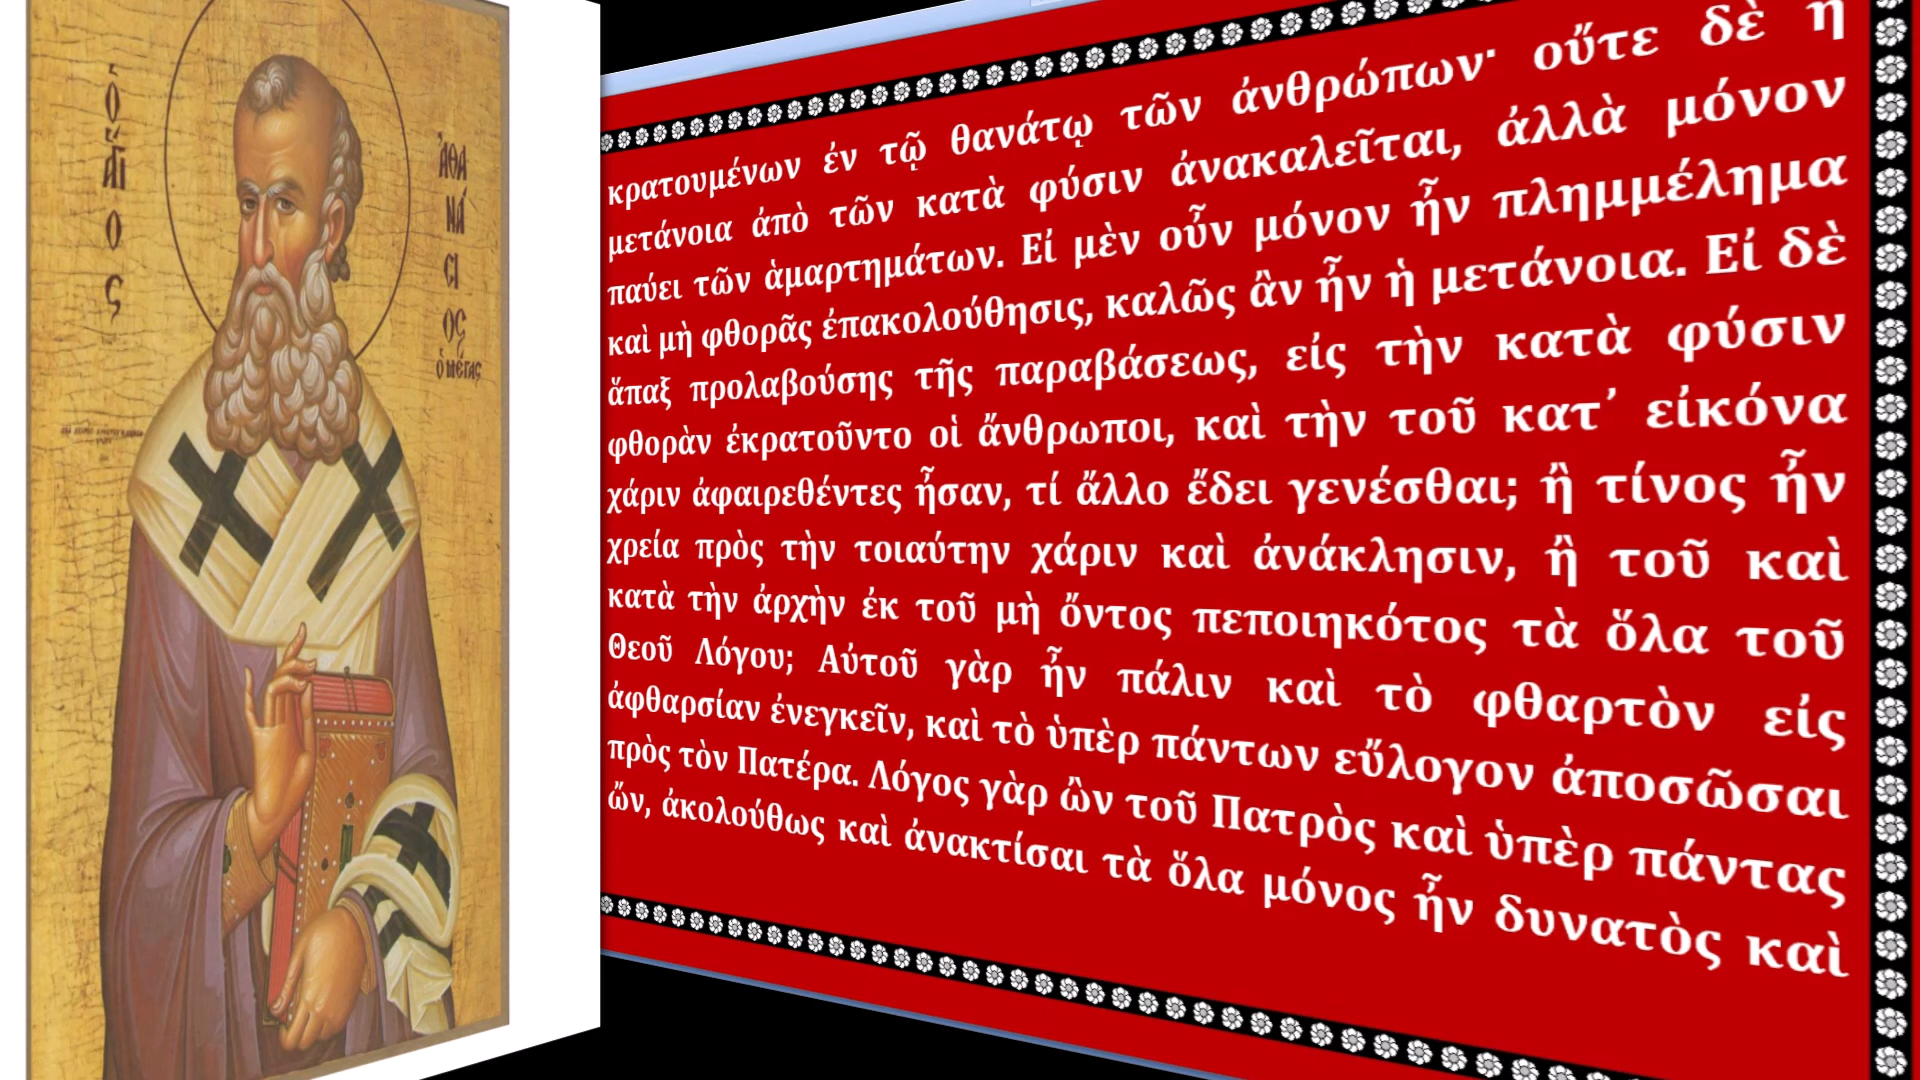 ὁ ἅγιος
ἈΘΑΝΆΣΙΟΣ
ὁ ΜΈΓΑΣ
κρατουμένων ἐν τῷ θανάτῳ τῶν ἀνθρώπων· οὔτε δὲ ἡ
μετάνοια ἀπὸ τῶν κατὰ φύσιν ἀνακαλεῖται, ἀλλὰ μόνον
παύει τῶν ἁμαρτημάτων. Εἰ μὲν οὖν μόνον ἦν πλημμέλημα
καὶ μὴ φθορᾶς ἐπακολούθησις, καλῶς ἂν ἦν ἡ μετάνοια. Εἰ δὲ
ἅπαξ προλαβούσης τῆς παραβάσεως, εἰς τὴν κατὰ φύσιν
φθορὰν ἐκρατοῦντο οἱ ἄνθρωποι, καὶ τὴν τοῦ κατ᾽ εἰκόνα
χάριν ἀφαιρεθέντες ἦσαν, τί ἄλλο ἔδει γενέσθαι; ἢ τίνος ἦν
χρεία πρὸς τὴν τοιαύτην χάριν καὶ ἀνάκλησιν, ἢ τοῦ καὶ
κατὰ τὴν ἀρχὴν ἐκ τοῦ μὴ ὄντος πεποιηκότος τὰ ὅλα τοῦ
Θεοῦ Λόγου; Αὐτοῦ γὰρ ἦν πάλιν καὶ τὸ φθαρτὸν εἰς
ἀφθαρσίαν ἐνεγκεῖν, καὶ τὸ ὑπὲρ πάντων εὔλογον ἀποσῶσαι
πρὸς τὸν Πατέρα. Λόγος γὰρ ὢν τοῦ Πατρὸς καὶ ὑπὲρ πάντας
ὤν, ἀκολούθως καὶ ἀνακτίσαι τὰ ὅλα μόνος ἦν δυνατὸς καὶ